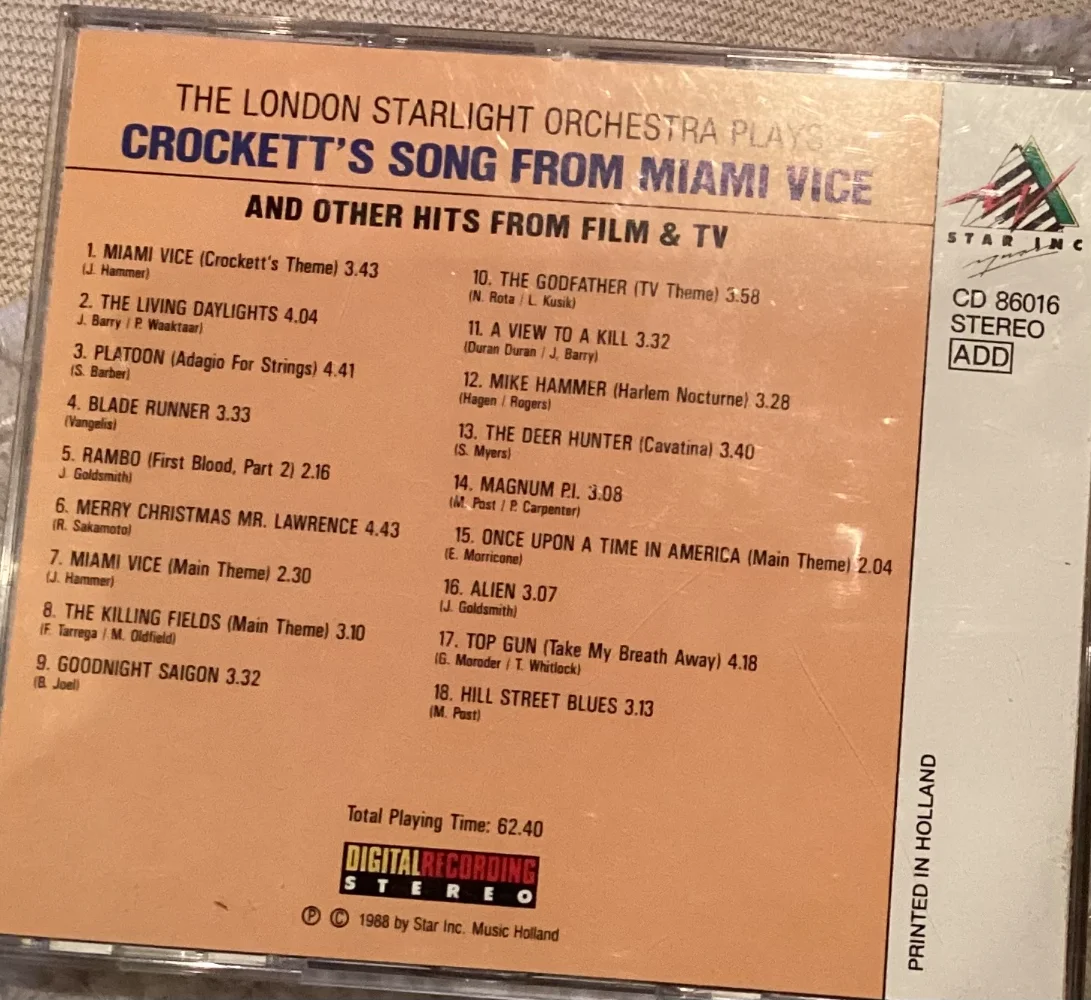 THE LONDON STARLIGHT ORCHESTRA PLAYS
CROCKETT'S SONG FROM MIAMI VICE
AND OTHER HITS FROM FILM & TV
1. MIAMI VICE (Crockett's Theme) 3.43
(J. Hammer)
2. THE LIVING DAYLIGHTS 4.04
J. Barry / P. Waaktaar)
3. PLATOON (Adagio For Strings) 4.41
(S. Barber)
4. BLADE RUNNER 3.33
(Vangelis)
5. RAMBO (First Blood, Part 2) 2.16
J. Goldsmith)
6. MERRY CHRISTMAS MR. LAWRENCE 4.43
(R. Sakamoto)
7. MIAMI VICE (Main Theme) 2.30
(J. Hammer)
8. THE KILLING FIELDS (Main Theme) 3.10
(F. Tarrega / M. Oldfield)
9. GOODNIGHT SAIGON 3.32
(B. Joel)
10. THE GODFATHER (TV Theme) 3.58
(N. Rota / L. Kusik)
11. A VIEW TO A KILL 3.32
(Duran Duran / J. Barry)
12. MIKE HAMMER (Harlem Nocturne) 3.28
(Hagen / Rogers)
13. THE DEER HUNTER (Cavatina) 3.40
(S. Myers)
14. MAGNUM P.I. 3.08
(M. Post / P. Carpenter)
15. ONCE UPON A TIME IN AMERICA (Main Theme) 2.04
(E. Morricone)
16. ALIEN 3.07
(J. Goldsmith)
17. TOP GUN (Take My Breath Away) 4.18
(G. Moroder / T. Whitlock)
18. HILL STREET BLUES 3.13
(M. Post)
Total Playing Time: 62.40
DIGITAL RECORDING
STEREO
℗ © 1988 by Star Inc. Music Holland
STAR INC
CD 86016
STEREO
ADD
PRINTED IN HOLLAND